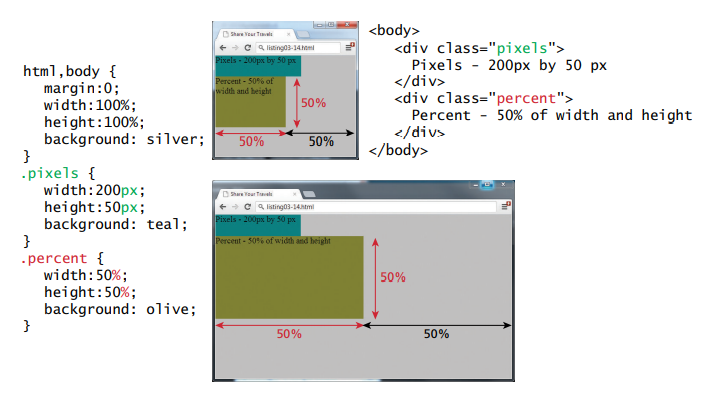 html,body {
margin:0;
width:100%;
height:100%;
background: silver;
}
.pixels {
width:200px;
height:50px;
background: teal;
}
.percent {
width:50%;
height:50%;
background: olive;
}
Share Your Travels
listing03-14.html
Pixels - 200px by 50 px
Percent - 50% of
width and height
50%
50%
50%
<body>
<div class="pixels">
Pixels - 200px by 50 px
</div>
<div class="percent">
Percent - 50% of width and height
</div>
</body>
Share Your Travels
listing03-14.html
Pixels - 200px by 50 px
Percent - 50% of width and height
50%
50%
50%